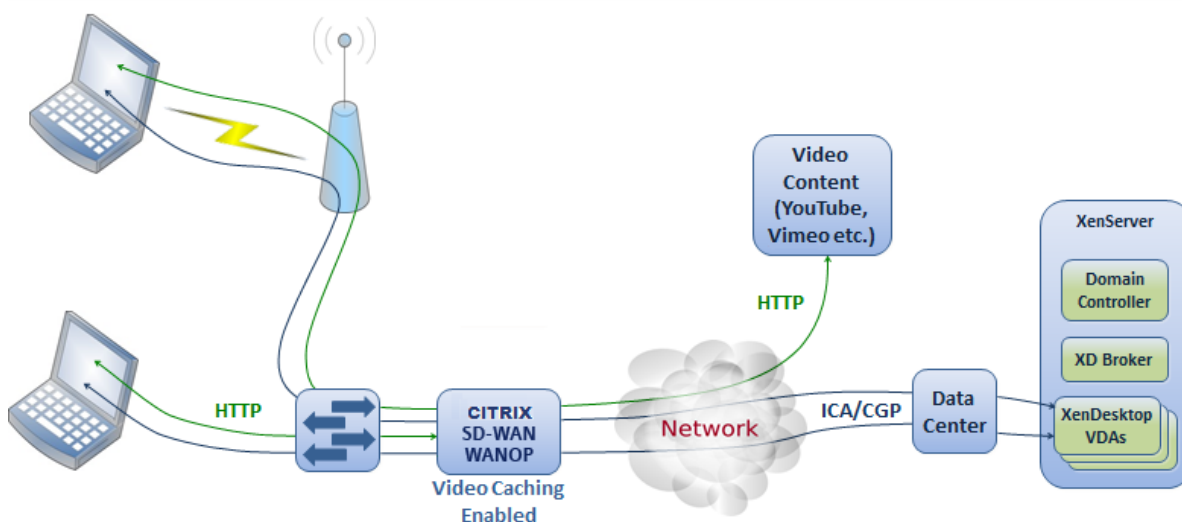 Video
Content
(YouTube,
Vimeo etc.)
XenServer
Domain
Controller
HTTP
XD Broker
HTTP
CITRIX
SD-WAN
WANOP
Network
ICA/CGP
Data
Center
XenDesktop
VDAs
Video Caching
Enabled